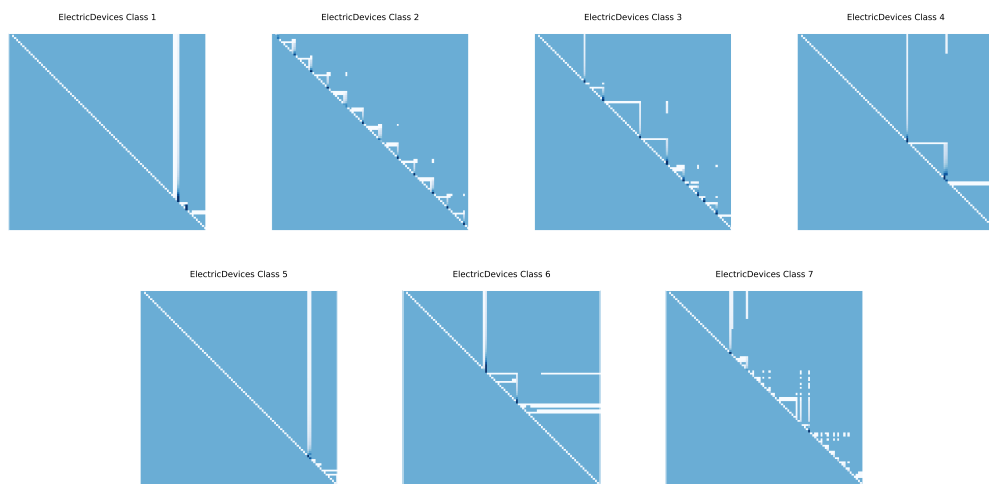 ElectricDevices Class 1
ElectricDevices Class 2
ElectricDevices Class 3
ElectricDevices Class 4
ElectricDevices Class 5
ElectricDevices Class 6
ElectricDevices Class 7